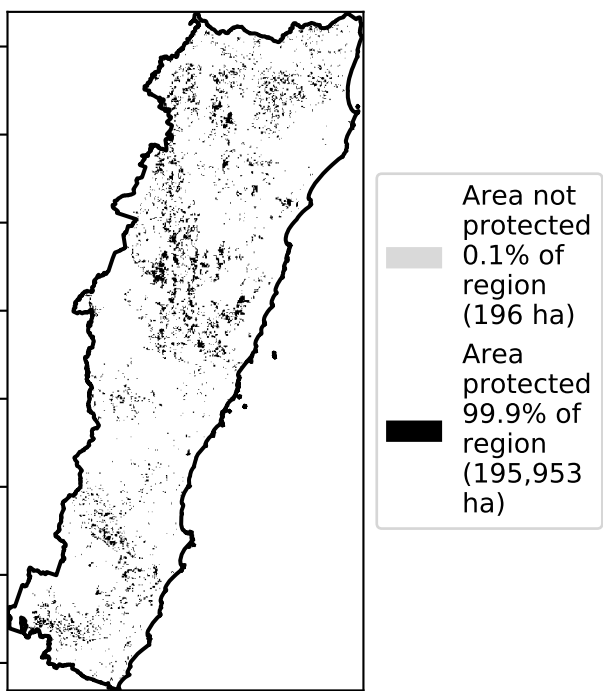 Area not
protected
0.1% of
region
(196 ha)
Area
protected
99.9% of
region
(195,953
ha)